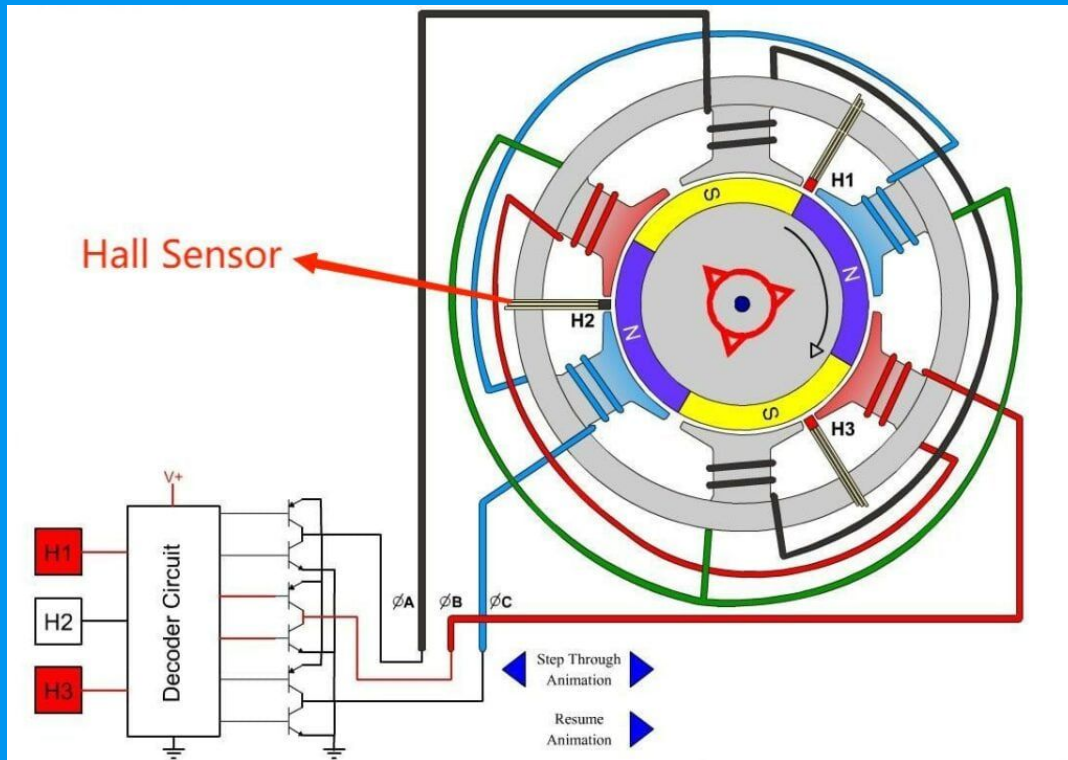 S
H1
N
Hall Sensor
H2
N
S
H3
V+
H1
H2
H3
Decoder Circuit
ØA
ØB
ØC
Step Through
Animation
Resume
Animation